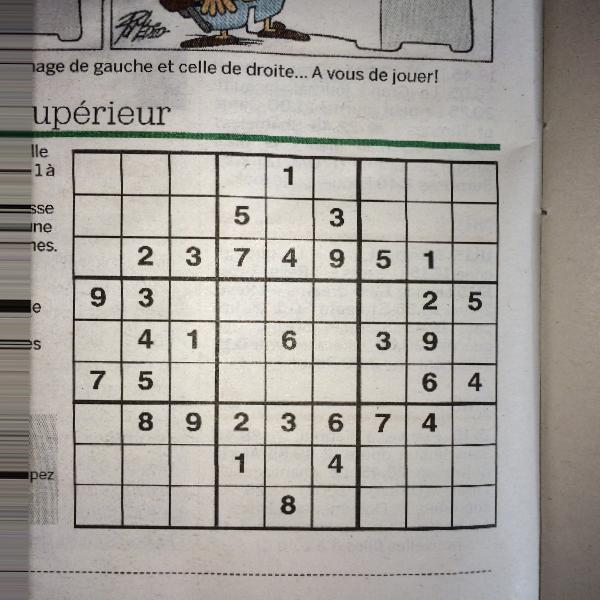 nage de gauche et celle de droite... A vous de jouer!
upérieur
lle
1 à
sse
une
nes.
e
es
pez
1
5 3
2 3 7 4 9 5 1
9 3 2 5
4 1 6 3 9
7 5 6 4
8 9 2 3 6 7 4
1 4
8